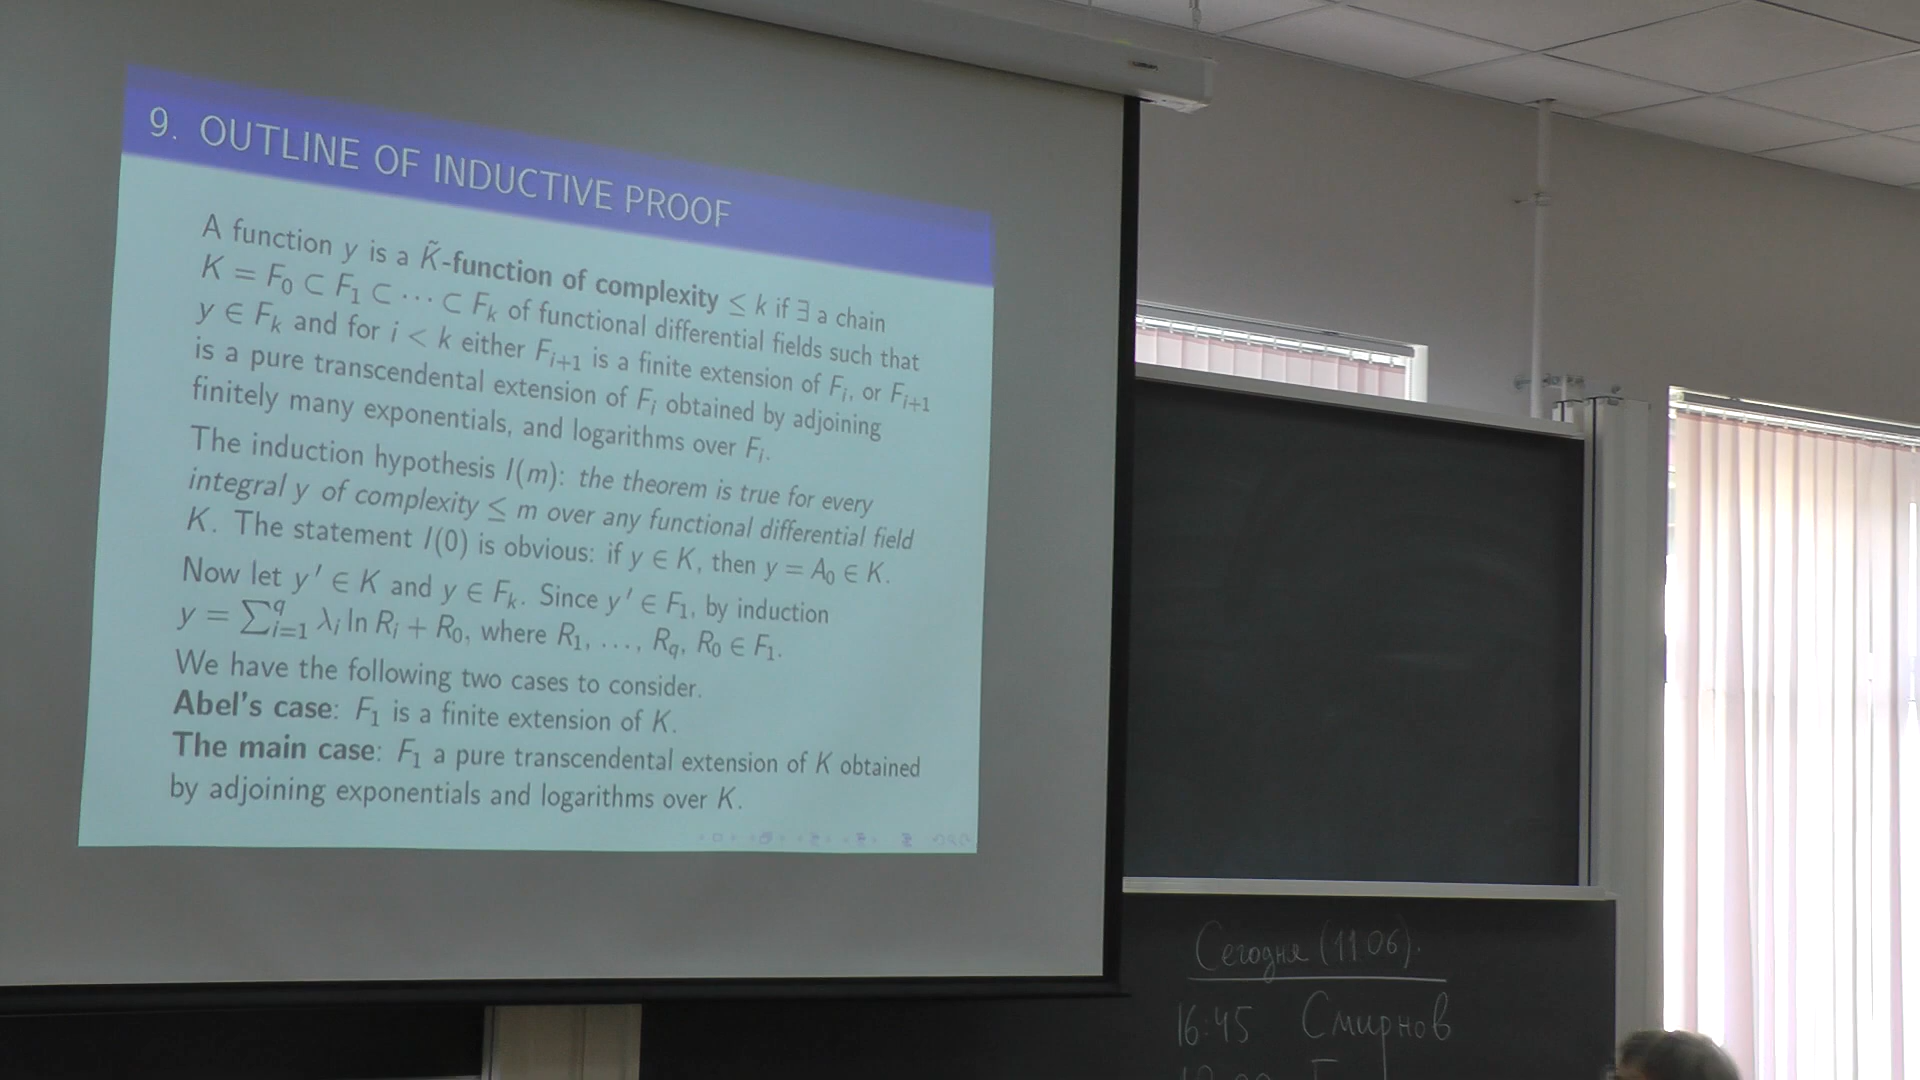 9. OUTLINE OF INDUCTIVE PROOF
A function y is a K̃-function of complexity ≤ k if ∃ a chain
K = F₀ ⊂ F₁ ⊂ ··· ⊂ Fₖ of functional differential fields such that
y ∈ Fₖ and for i < k either Fᵢ₊₁ is a finite extension of Fᵢ, or Fᵢ₊₁
is a pure transcendental extension of Fᵢ obtained by adjoining
finitely many exponentials, and logarithms over Fᵢ.
The induction hypothesis I(m): the theorem is true for every
integral y of complexity ≤ m over any functional differential field
K. The statement I(0) is obvious: if y ∈ K, then y = A₀ ∈ K.
Now let y′ ∈ K and y ∈ Fₖ. Since y′ ∈ F₁, by induction
y = ∑_{i=1}^{q} λᵢ ln Rᵢ + R₀, where R₁, ..., R_q, R₀ ∈ F₁.
We have the following two cases to consider.
Abel's case: F₁ is a finite extension of K.
The main case: F₁ a pure transcendental extension of K obtained
by adjoining exponentials and logarithms over K.
Сегодня (11.06).
16:45 Смирнов